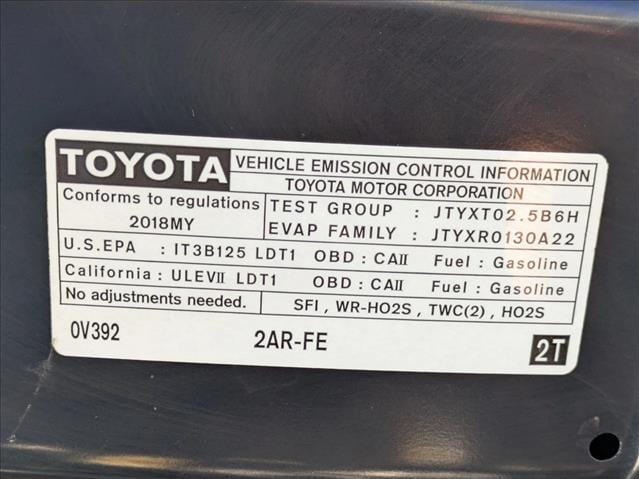 TOYOTA VEHICLE EMISSION CONTROL INFORMATION
TOYOTA MOTOR CORPORATION
Conforms to regulations
2018MY
TEST GROUP : JTYXT02.5B6H
EVAP FAMILY : JTYXR0130A22
U.S.EPA : IT3B125 LDT1 OBD : CAII Fuel : Gasoline
California : ULEVII LDT1 OBD : CAII Fuel : Gasoline
No adjustments needed. SFI , WR-HO2S , TWC(2) , HO2S
0V392 2AR-FE 2T